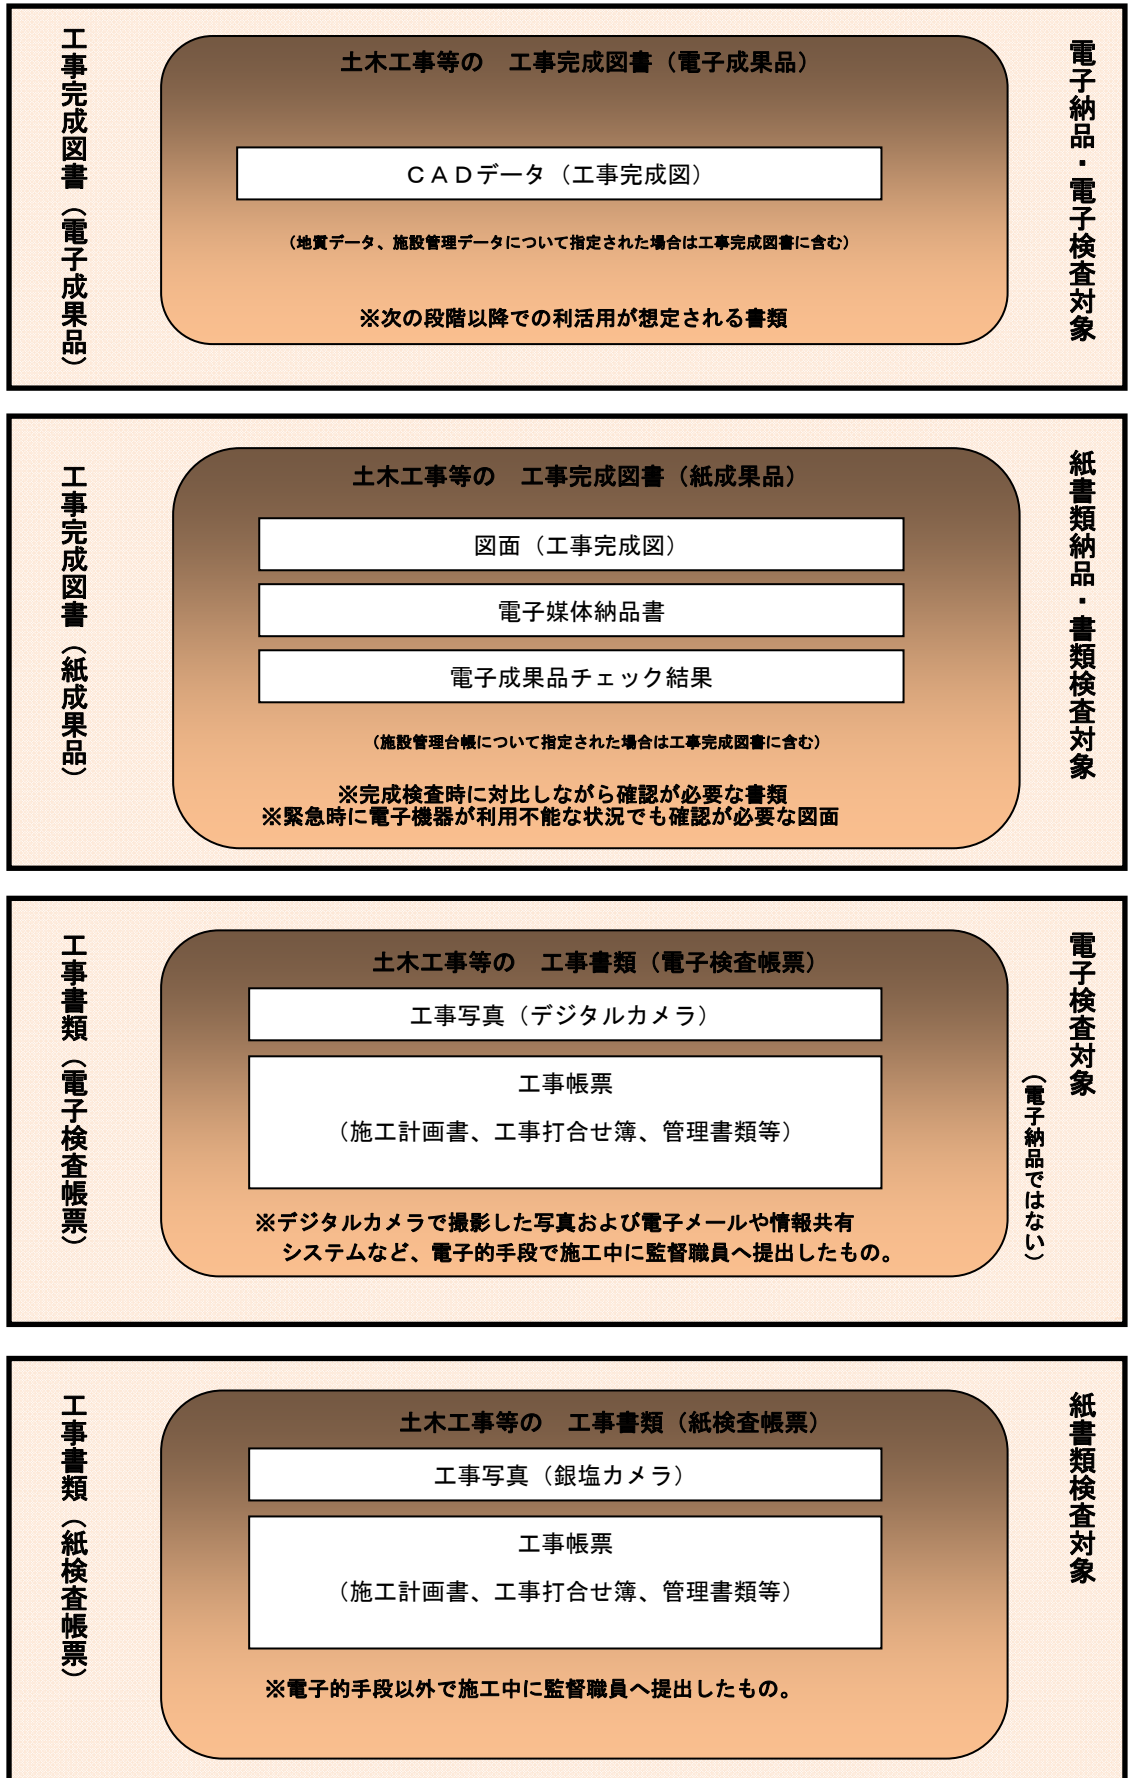 工事完成図書（電子成果品）
土木工事等の　工事完成図書（電子成果品）
ＣＡＤデータ（工事完成図）
（地質データ、施設管理データについて指定された場合は工事完成図書に含む）
※次の段階以降での利活用が想定される書類
電子納品・電子検査対象
工事完成図書（紙成果品）
土木工事等の　工事完成図書（紙成果品）
図面（工事完成図）
電子媒体納品書
電子成果品チェック結果
（施設管理台帳について指定された場合は工事完成図書に含む）
※完成検査時に対比しながら確認が必要な書類
※緊急時に電子機器が利用不能な状況でも確認が必要な図面
紙書類納品・書類検査対象
工事書類（電子検査帳票）
土木工事等の　工事書類（電子検査帳票）
工事写真（デジタルカメラ）
工事帳票
（施工計画書、工事打合せ簿、管理書類等）
※デジタルカメラで撮影した写真および電子メールや情報共有
システムなど、電子的手段で施工中に監督職員へ提出したもの。
電子検査対象
（電子納品ではない）
工事書類（紙検査帳票）
土木工事等の　工事書類（紙検査帳票）
工事写真（銀塩カメラ）
工事帳票
（施工計画書、工事打合せ簿、管理書類等）
※電子的手段以外で施工中に監督職員へ提出したもの。
紙書類検査対象